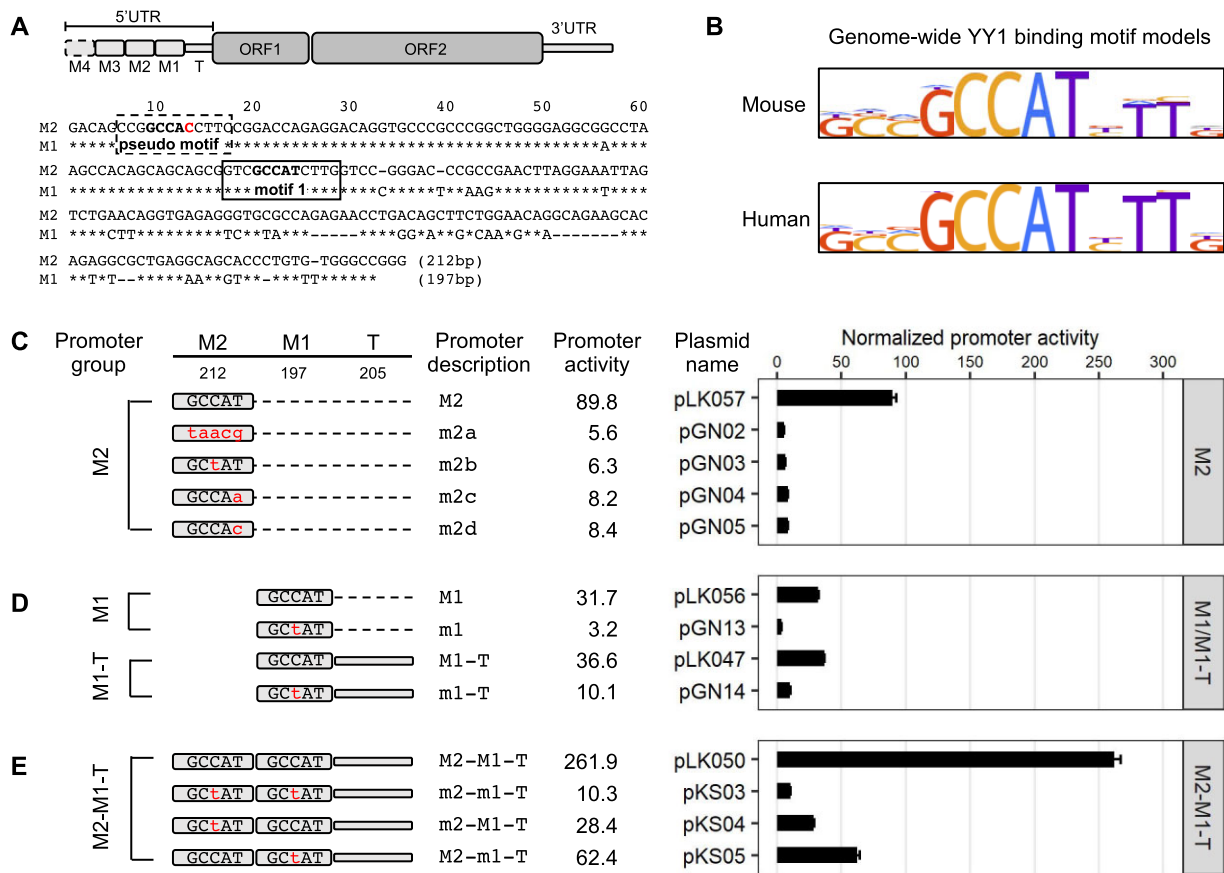 A
5'UTR
3'UTR
ORF1
ORF2
M4 M3 M2 M1 T
10 20 30 40 50 60
M2 GACAGCCGGCCACCTTCCGGACCAGAGGACAGGTGCCCGCCCGGCTGGGGAGGCGGCCTA
M1 ***** pseudo motif **************************************A****
M2 AGCCACAGCAGCAGCGGTCGCCATCTTGGTCC-GGGAC-CCGCCGAACTTAGGAAATTAG
M1 ******************* motif 1 *******G*****T**AAG**********T****
M2 TCTGAACAGGTGAGAGGGTGCGCCAGAGAACCTGACAGCTTCTGGAACAGGCAGAAGCAC
M1 ****CTT*********TC**TA***-----****GG*A**G*CAA*G**A-------***
M2 AGAGGCGCTGAGGCAGCACCCTGTG-TGGGCCGGG (212bp)
M1 **T*T--*****AA**GT**--***TT****** (197bp)
B
Genome-wide YY1 binding motif models
Mouse
GCCAT TT
Human
GCCAT TT
C
Promoter group
M2 M1 T
212 197 205
Promoter description
Promoter activity
Plasmid name
Normalized promoter activity
0 50 100 150 200 250 300
M2
GCCAT M2 89.8 pLK057
taacg m2a 5.6 pGN02
GCtAT m2b 6.3 pGN03
GCCAa m2c 8.2 pGN04
GCCAc m2d 8.4 pGN05
M2
D
M1
GCCAT M1 31.7 pLK056
GCtAT m1 3.2 pGN13
M1-T
GCCAT M1-T 36.6 pLK047
GCtAT m1-T 10.1 pGN14
M1/M1-T
E
M2-M1-T
GCCAT GCCAT M2-M1-T 261.9 pLK050
GCtAT GCtAT m2-m1-T 10.3 pKS03
GCtAT GCCAT m2-M1-T 28.4 pKS04
GCCAT GCtAT M2-m1-T 62.4 pKS05
M2-M1-T